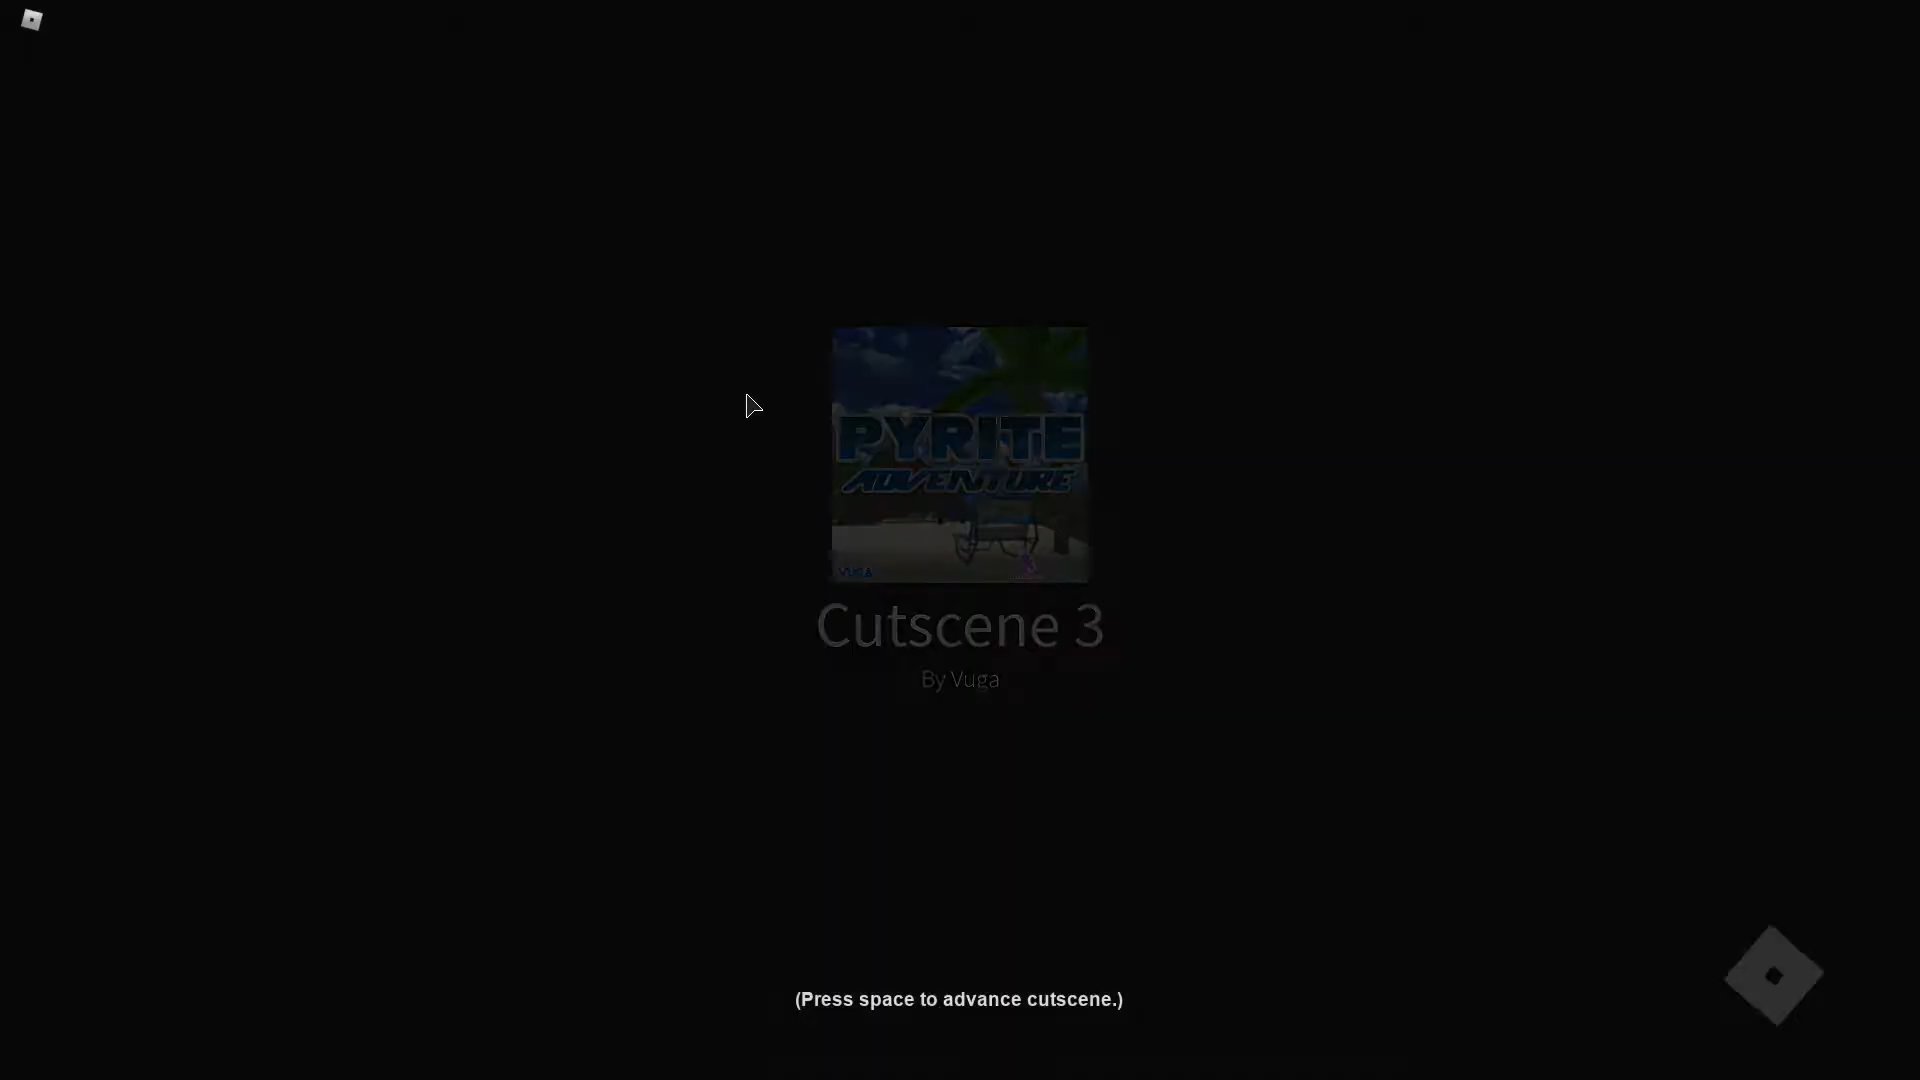 PYRITE
ADVENTURE
VUGA
Cutscene 3
By Vuga
(Press space to advance cutscene.)